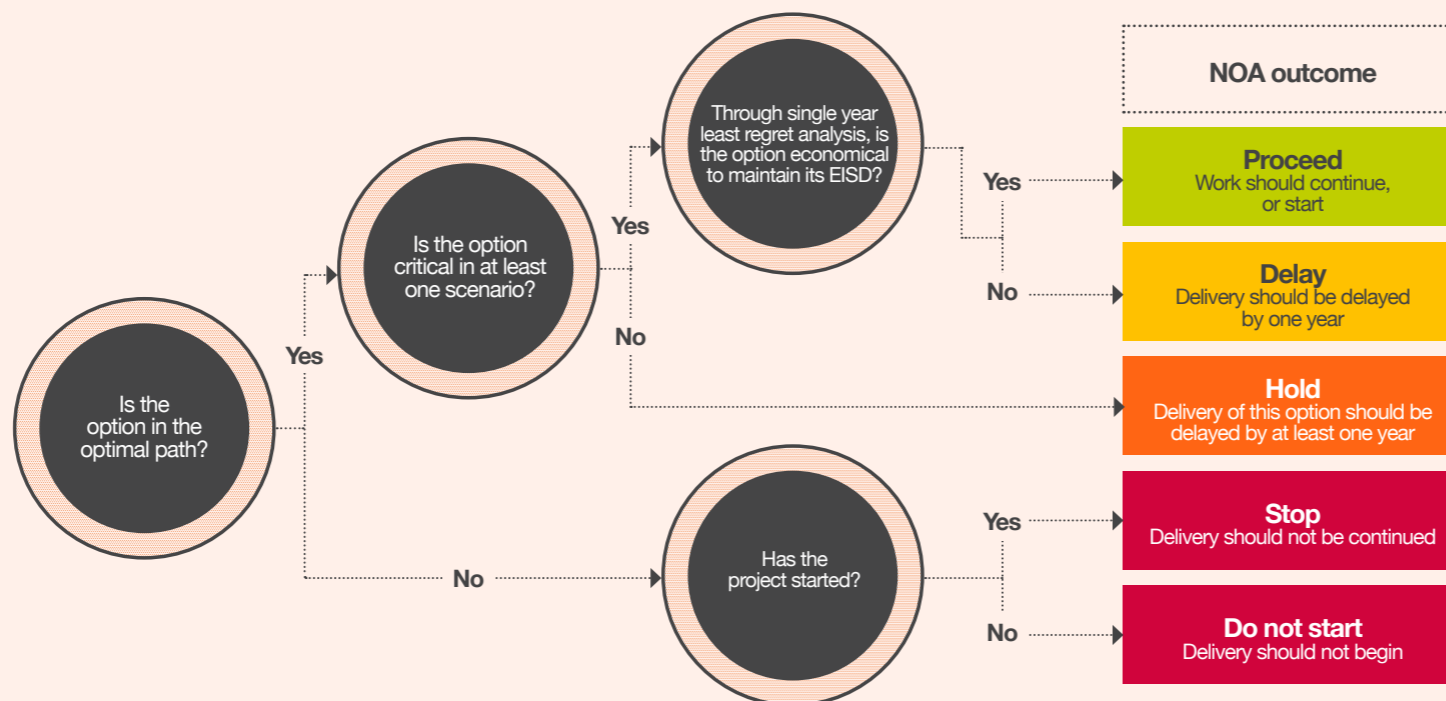 Is the
option in the
optimal path?
Yes
No
Is the option
critical in at least
one scenario?
Yes
No
Through single year
least regret analysis, is
the option economical
to maintain its EISD?
Yes
No
Has the
project started?
Yes
No
NOA outcome
Proceed
Work should continue,
or start
Delay
Delivery should be delayed
by one year
Hold
Delivery of this option should be
delayed by at least one year
Stop
Delivery should not be continued
Do not start
Delivery should not begin